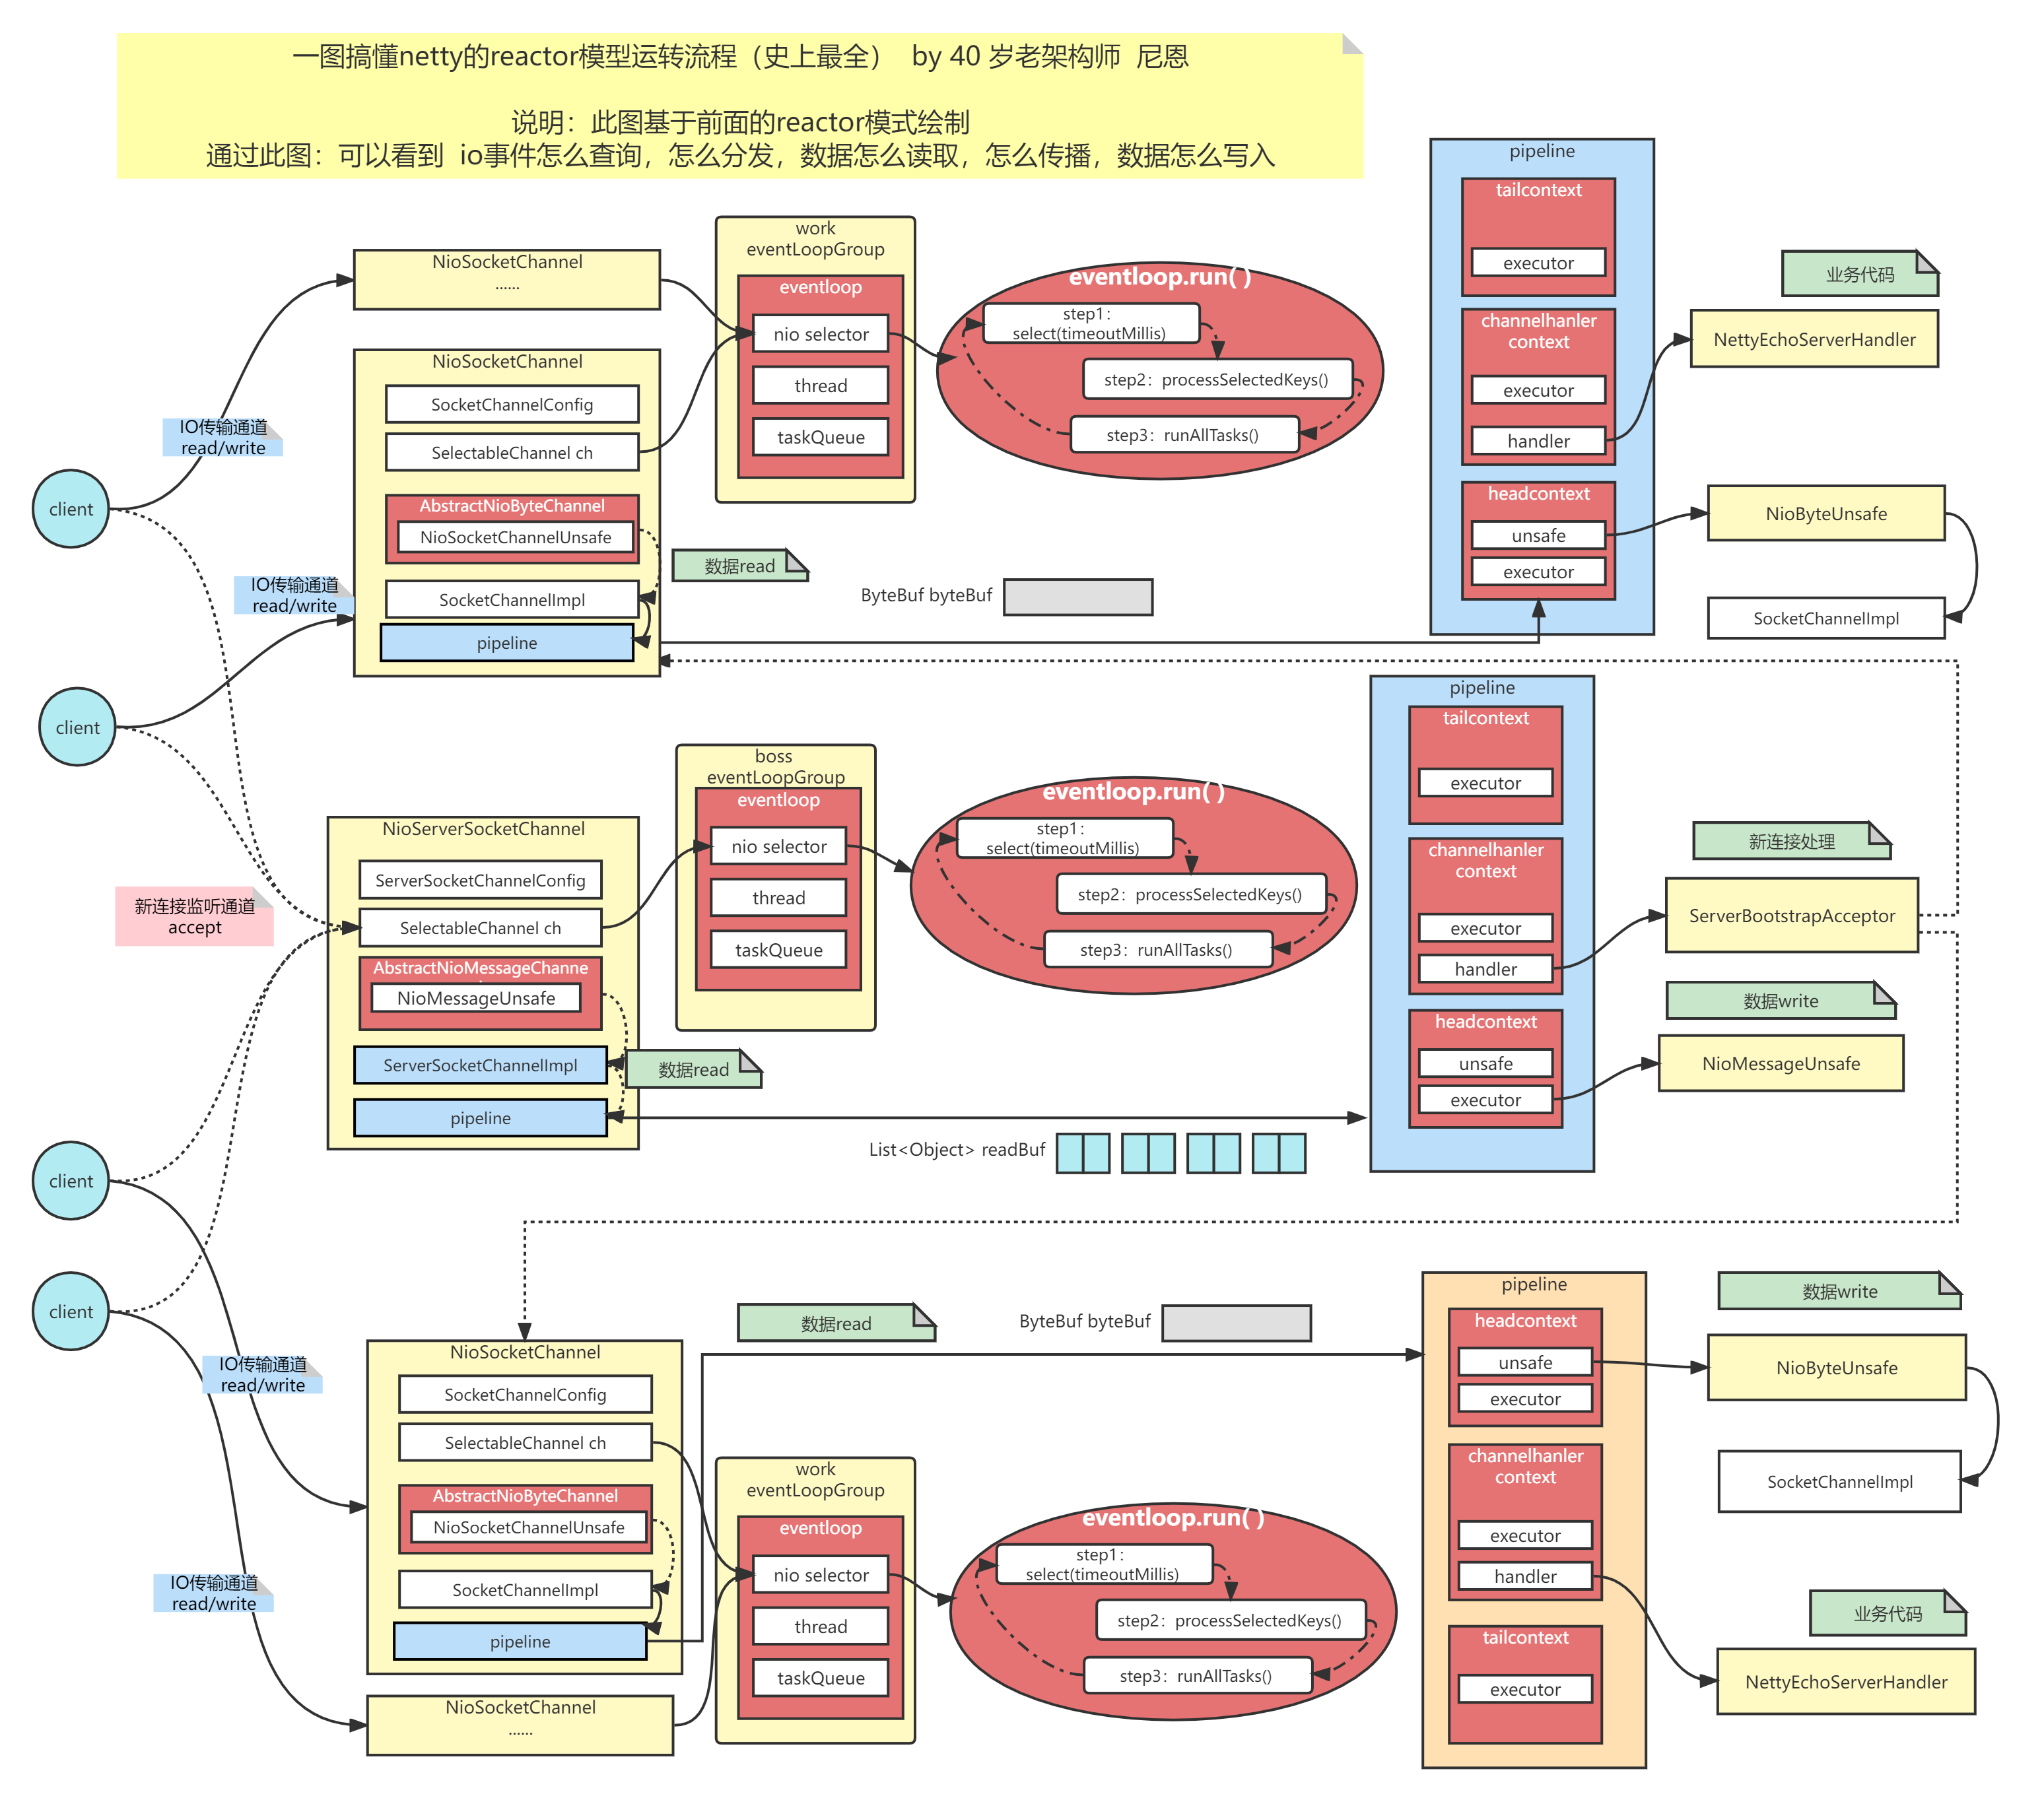 一图搞懂netty的reactor模型运转流程（史上最全） by 40 岁老架构师 尼恩
说明：此图基于前面的reactor模式绘制
通过此图：可以看到 io事件怎么查询，怎么分发，数据怎么读取，怎么传播，数据怎么写入
client
IO传输通道
read/write
client
IO传输通道
read/write
NioSocketChannel
......
NioSocketChannel
SocketChannelConfig
SelectableChannel ch
AbstractNioByteChannel
NioSocketChannelUnsafe
SocketChannelImpl
pipeline
work
eventLoopGroup
eventloop
nio selector
thread
taskQueue
eventloop.run( )
step1：
select(timeoutMillis)
step2：processSelectedKeys()
step3：runAllTasks()
数据read
ByteBuf byteBuf
pipeline
tailcontext
executor
channelhanler
context
executor
handler
headcontext
unsafe
executor
业务代码
NettyEchoServerHandler
NioByteUnsafe
SocketChannelImpl
新连接监听通道
accept
NioServerSocketChannel
ServerSocketChannelConfig
SelectableChannel ch
AbstractNioMessageChanne
NioMessageUnsafe
ServerSocketChannelImpl
pipeline
boss
eventLoopGroup
eventloop
nio selector
thread
taskQueue
eventloop.run( )
step1：
select(timeoutMillis)
step2：processSelectedKeys()
step3：runAllTasks()
数据read
List<Object> readBuf
pipeline
tailcontext
executor
channelhanler
context
executor
handler
headcontext
unsafe
executor
新连接处理
ServerBootstrapAcceptor
数据write
NioMessageUnsafe
client
client
IO传输通道
read/write
IO传输通道
read/write
NioSocketChannel
SocketChannelConfig
SelectableChannel ch
AbstractNioByteChannel
NioSocketChannelUnsafe
SocketChannelImpl
pipeline
NioSocketChannel
......
数据read
ByteBuf byteBuf
work
eventLoopGroup
eventloop
nio selector
thread
taskQueue
eventloop.run( )
step1：
select(timeoutMillis)
step2：processSelectedKeys()
step3：runAllTasks()
pipeline
headcontext
unsafe
executor
channelhanler
context
executor
handler
tailcontext
executor
数据write
NioByteUnsafe
SocketChannelImpl
业务代码
NettyEchoServerHandler